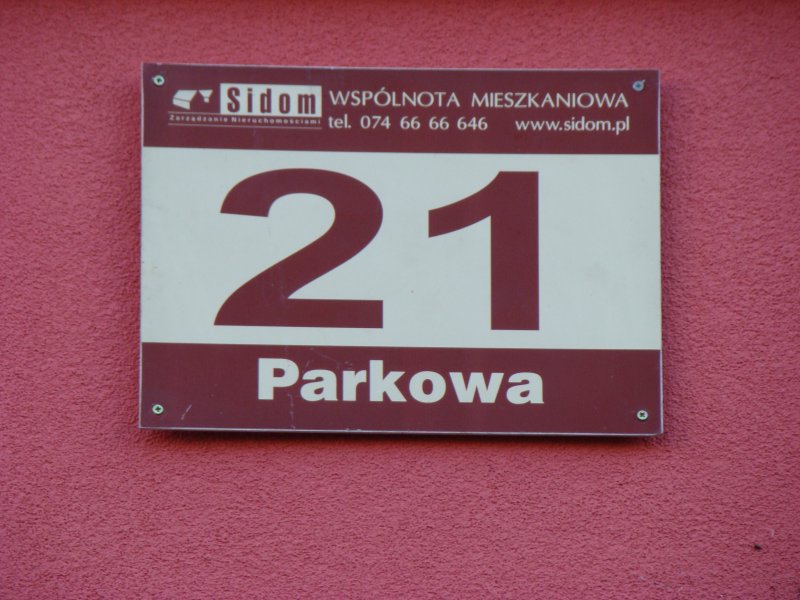 Sidom WSPÓLNOTA MIESZKANIOWA
Zarządzanie Nieruchomościami tel. 074 66 66 646 www.sidom.pl
21
Parkowa